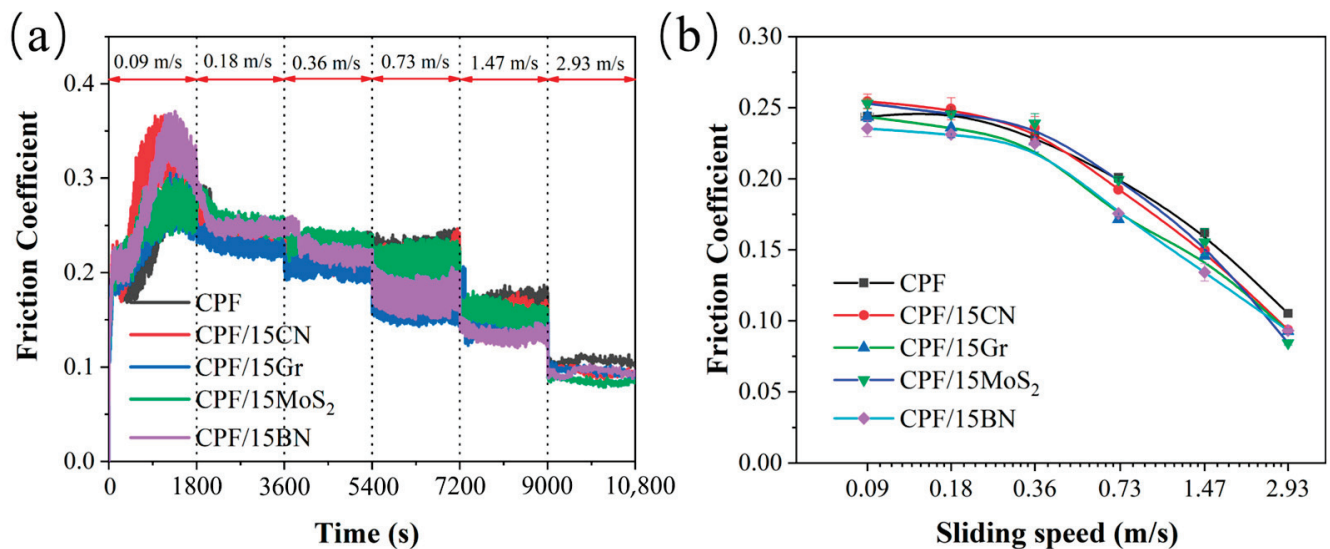 (a)
0.09 m/s 0.18 m/s 0.36 m/s 0.73 m/s 1.47 m/s 2.93 m/s
Friction Coefficient
0.4
0.3
0.2
0.1
0.0
CPF
CPF/15CN
CPF/15Gr
CPF/15MoS₂
CPF/15BN
0 1800 3600 5400 7200 9000 10,800
Time (s)
(b)
Friction Coefficient
0.30
0.25
0.20
0.15
0.10
0.05
0.00
CPF
CPF/15CN
CPF/15Gr
CPF/15MoS₂
CPF/15BN
0.09 0.18 0.36 0.73 1.47 2.93
Sliding speed (m/s)